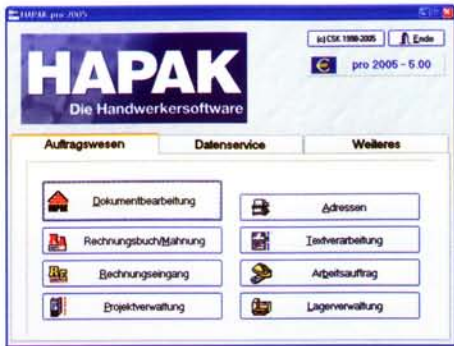 HAPAK pro 2005
(c) CSK 1998-2005
Ende
HAPAK
Die Handwerkersoftware
€ pro 2005 - 5.00
Auftragswesen
Datenservice
Weiteres
Dokumentbearbeitung
Adressen
Rechnungsbuch/Mahnung
Textverarbeitung
Rechnungseingang
Arbeitsauftrag
Projektverwaltung
Lagerverwaltung